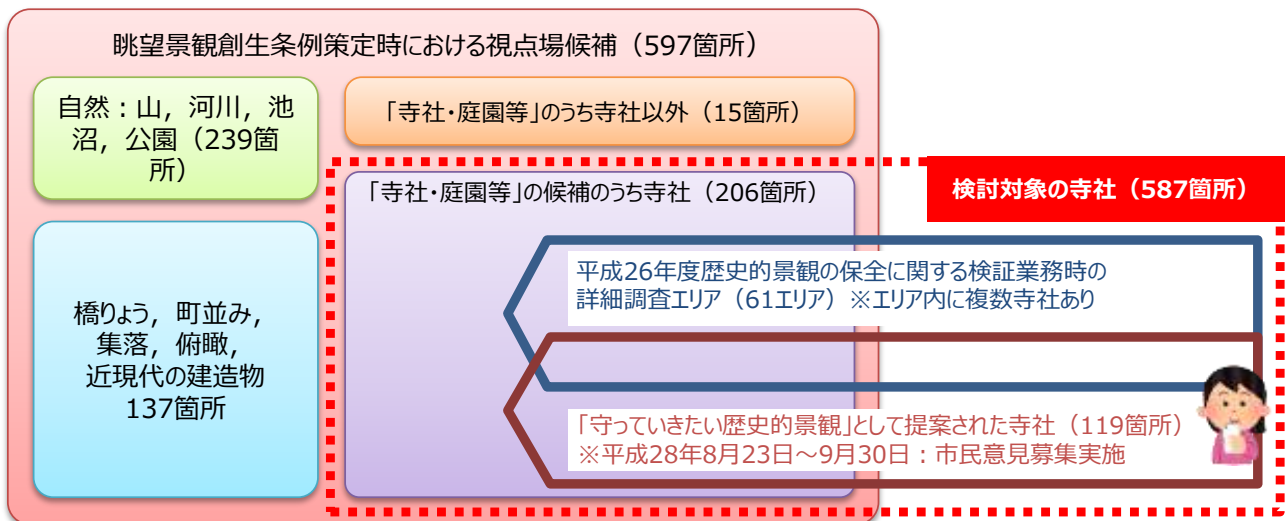 眺望景観創生条例策定時における視点場候補（597箇所）
自然：山，河川，池
沼，公園（239箇
所）
「寺社・庭園等」のうち寺社以外（15箇所）
「寺社・庭園等」の候補のうち寺社（206箇所）
検討対象の寺社（587箇所）
橋りょう，町並み，
集落，俯瞰，
近現代の建造物
137箇所
平成26年度歴史的景観の保全に関する検証業務時の
詳細調査エリア（61エリア）※エリア内に複数寺社あり
「守っていきたい歴史的景観」として提案された寺社（119箇所）
※平成28年8月23日～9月30日：市民意見募集実施